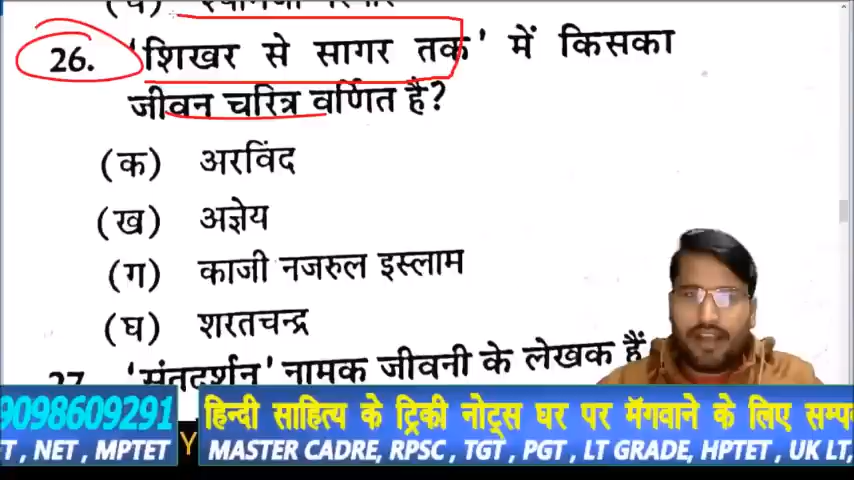 26. 'शिखर से सागर तक' में किसका
जीवन चरित्र वर्णित है?
(क) अरविंद
(ख) अज्ञेय
(ग) काजी नजरुल इस्लाम
(घ) शरतचन्द्र
27. 'संतदर्शन' नामक जीवनी के लेखक हैं
9098609291 हिन्दी साहित्य के ट्रिकी नोट्स घर पर मँगवाने के लिए
T , NET , MPTET Y MASTER CADRE, RPSC , TGT , PGT , LT GRADE, HPTET , UK LT,